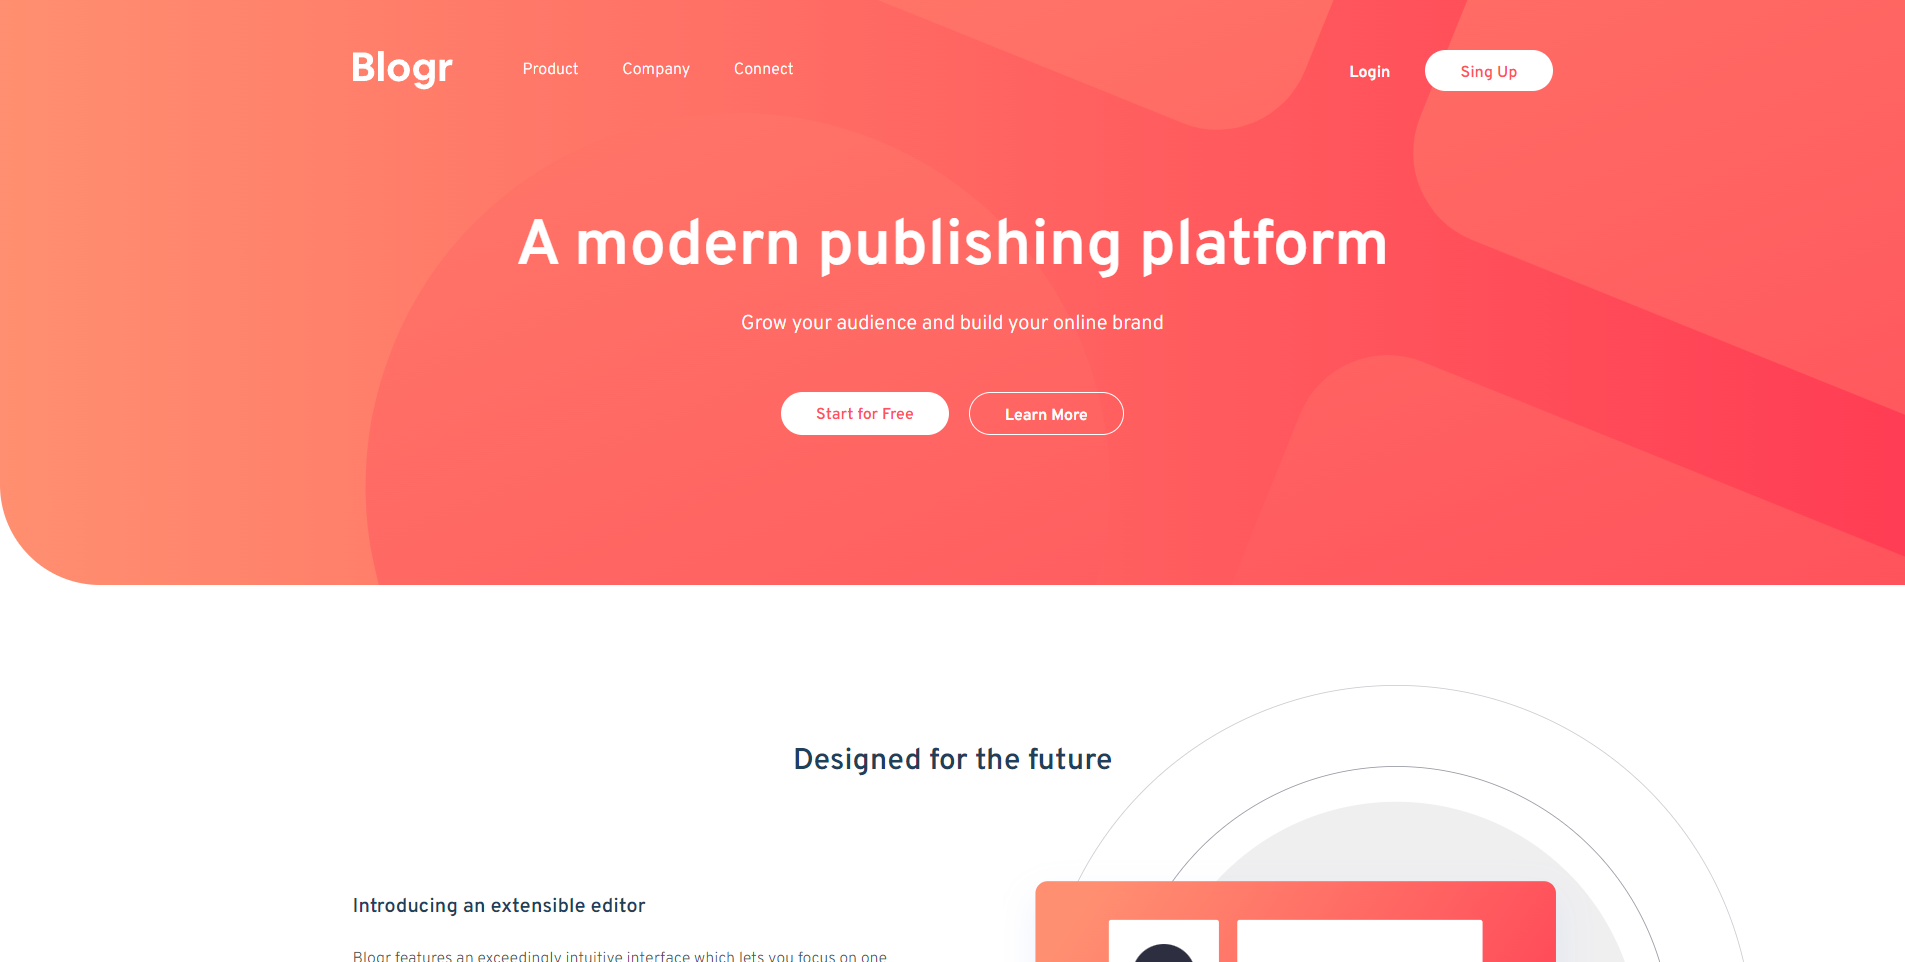 Blogr
Product Company Connect
Login
Sing Up
A modern publishing platform
Grow your audience and build your online brand
Start for Free
Learn More
Designed for the future
Introducing an extensible editor
Blogr features an exceedingly intuitive interface which lets you focus on one